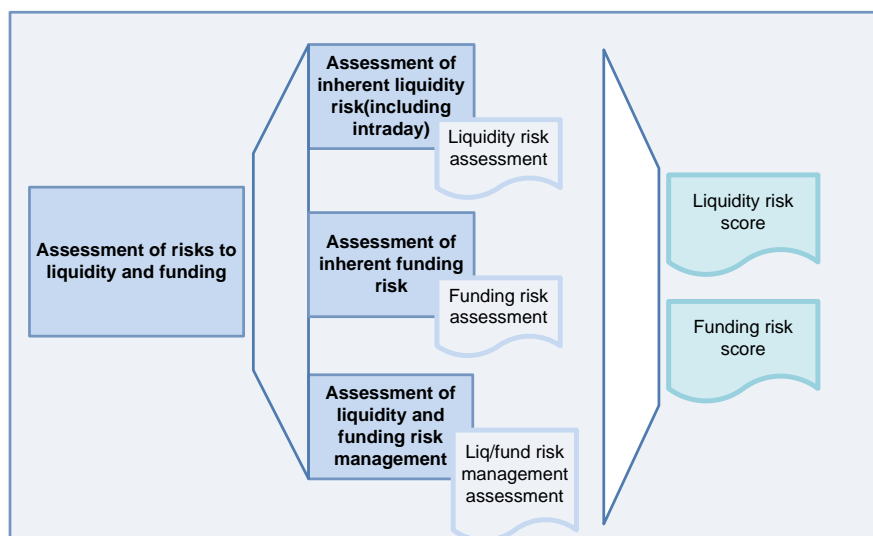 Assessment of risks to
liquidity and funding
Assessment of
inherent liquidity
risk(including
intraday)
Liquidity risk
assessment
Assessment of
inherent funding
risk
Funding risk
assessment
Assessment of
liquidity and
funding risk
management
Liq/fund risk
management
assessment
Liquidity risk
score
Funding risk
score